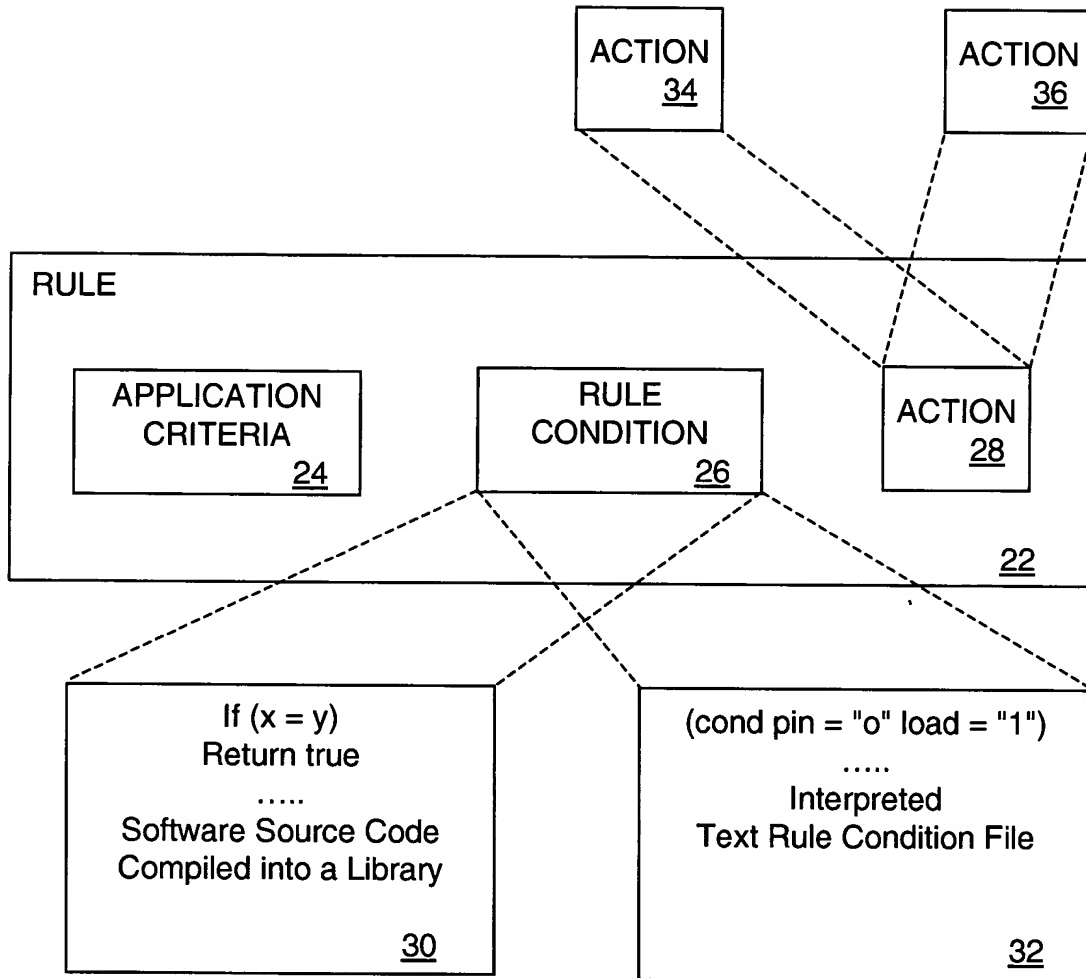 ACTION
34
ACTION
36
RULE
APPLICATION
CRITERIA
24
RULE
CONDITION
26
ACTION
28
22
If (x = y)
Return true
.....
Software Source Code
Compiled into a Library
30
(cond pin = "o" load = "1")
.....
Interpreted
Text Rule Condition File
32